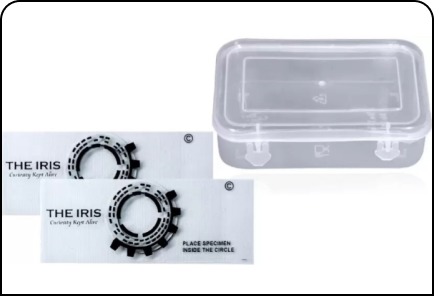 ©
THE IRIS
Curiosity Kept Alive
©
THE IRIS
Curiosity Kept Alive
PLACE SPECIMEN
INSIDE THE CIRCLE